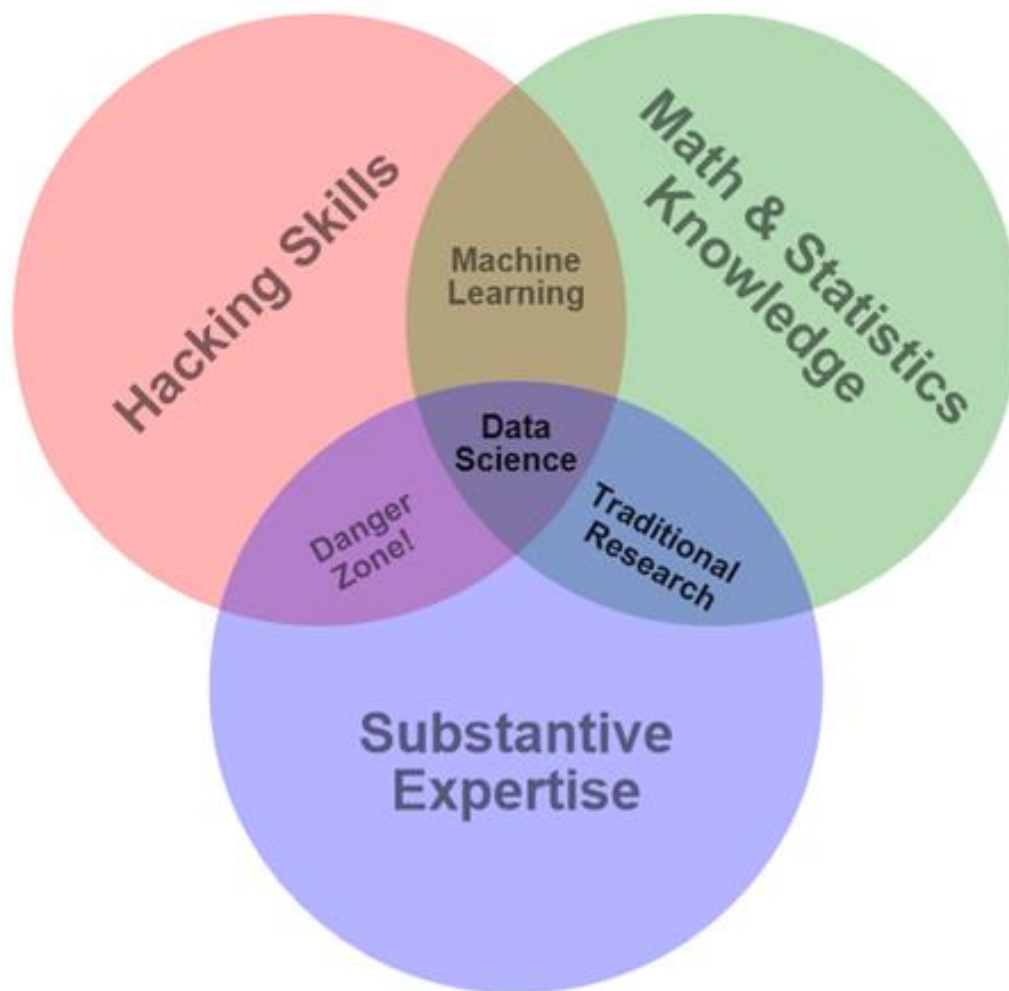 Hacking Skills
Math & Statistics
Knowledge
Machine
Learning
Data
Science
Danger
Zone!
Traditional
Research
Substantive
Expertise